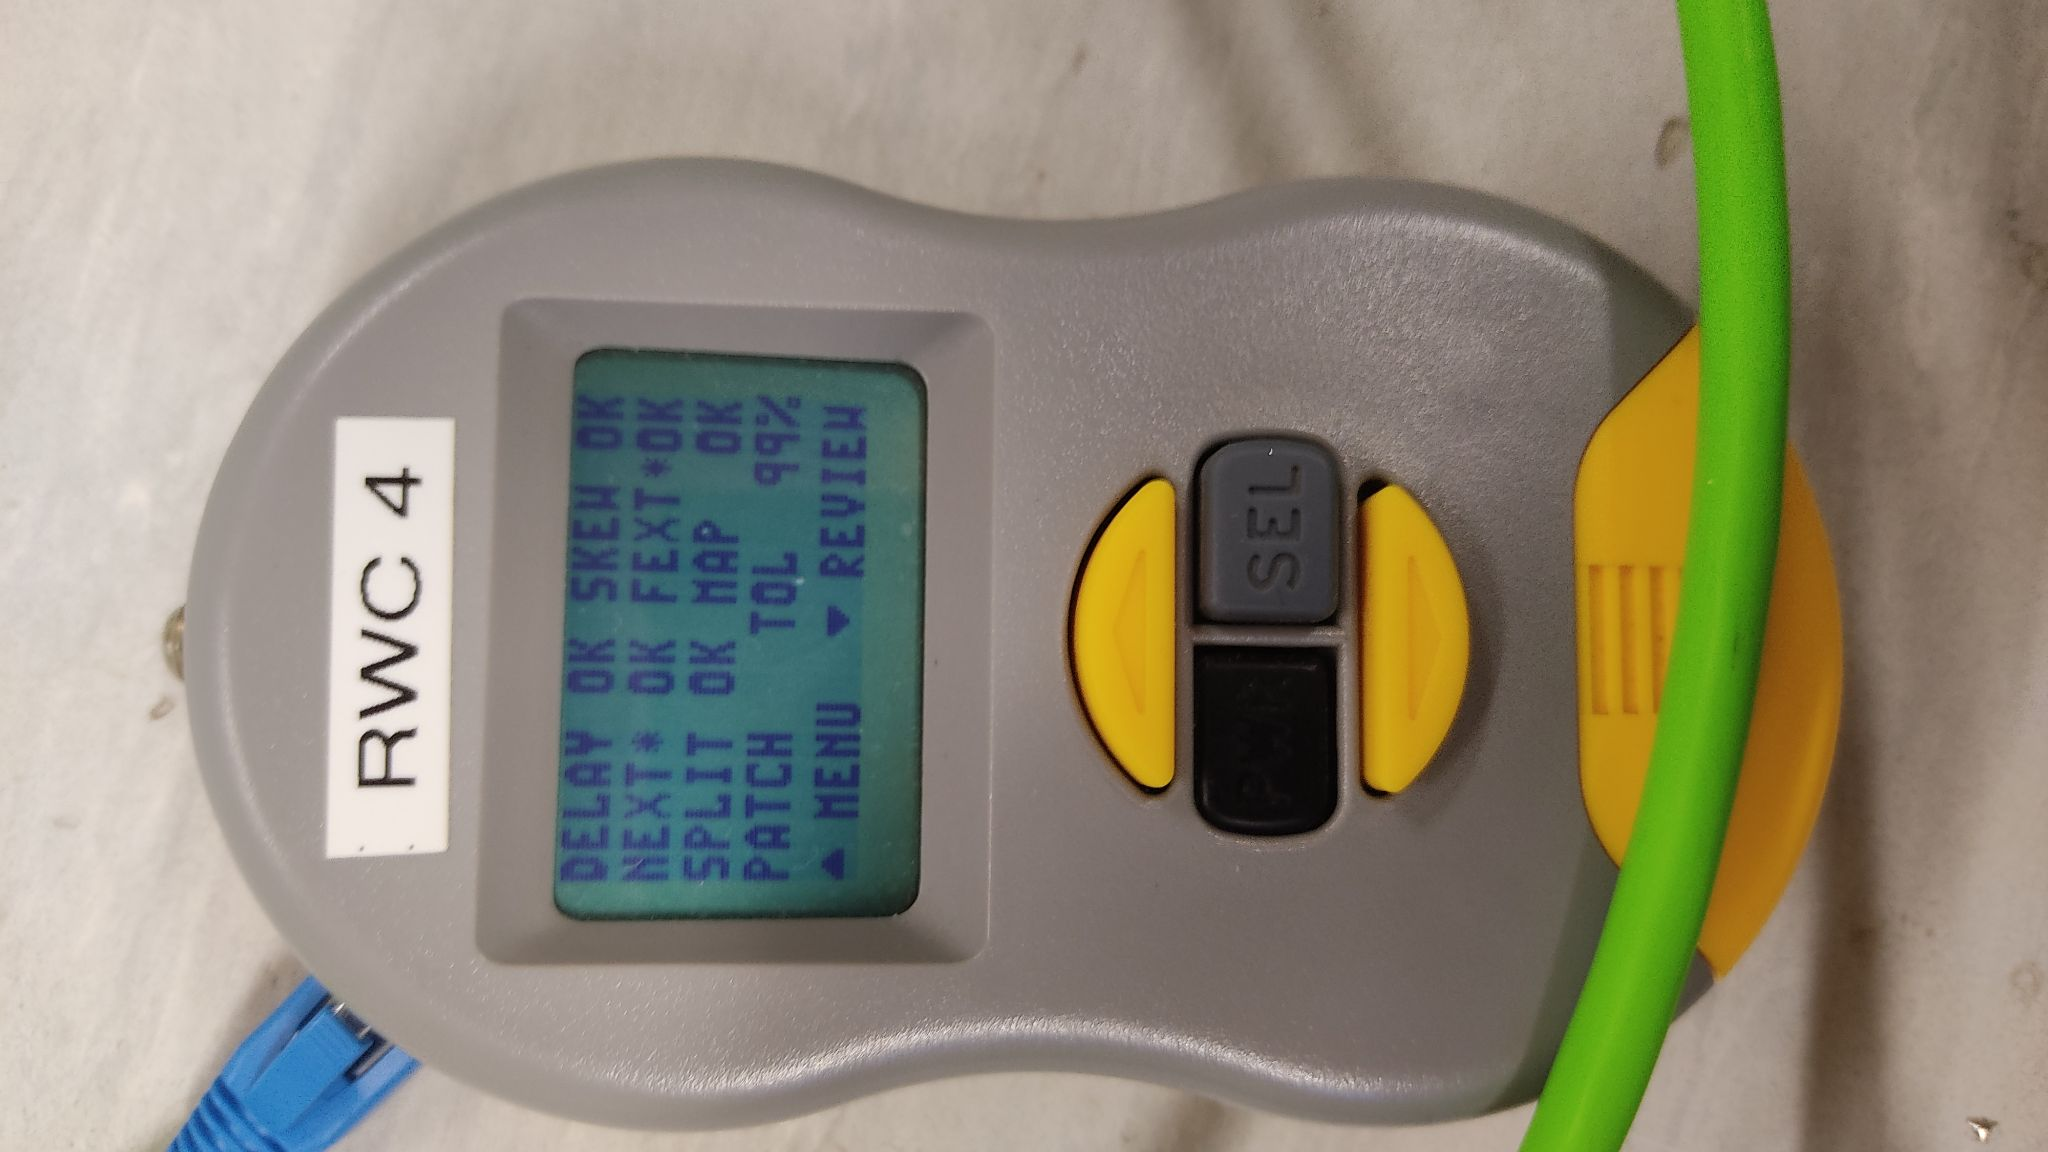 RWC 4
DELAY OK SKEW OK
NEXT* OK FEXT*OK
SPLIT OK MAP OK
PATCH TOL 99%
▲ MENU ▼ REVIEW
PWR SEL